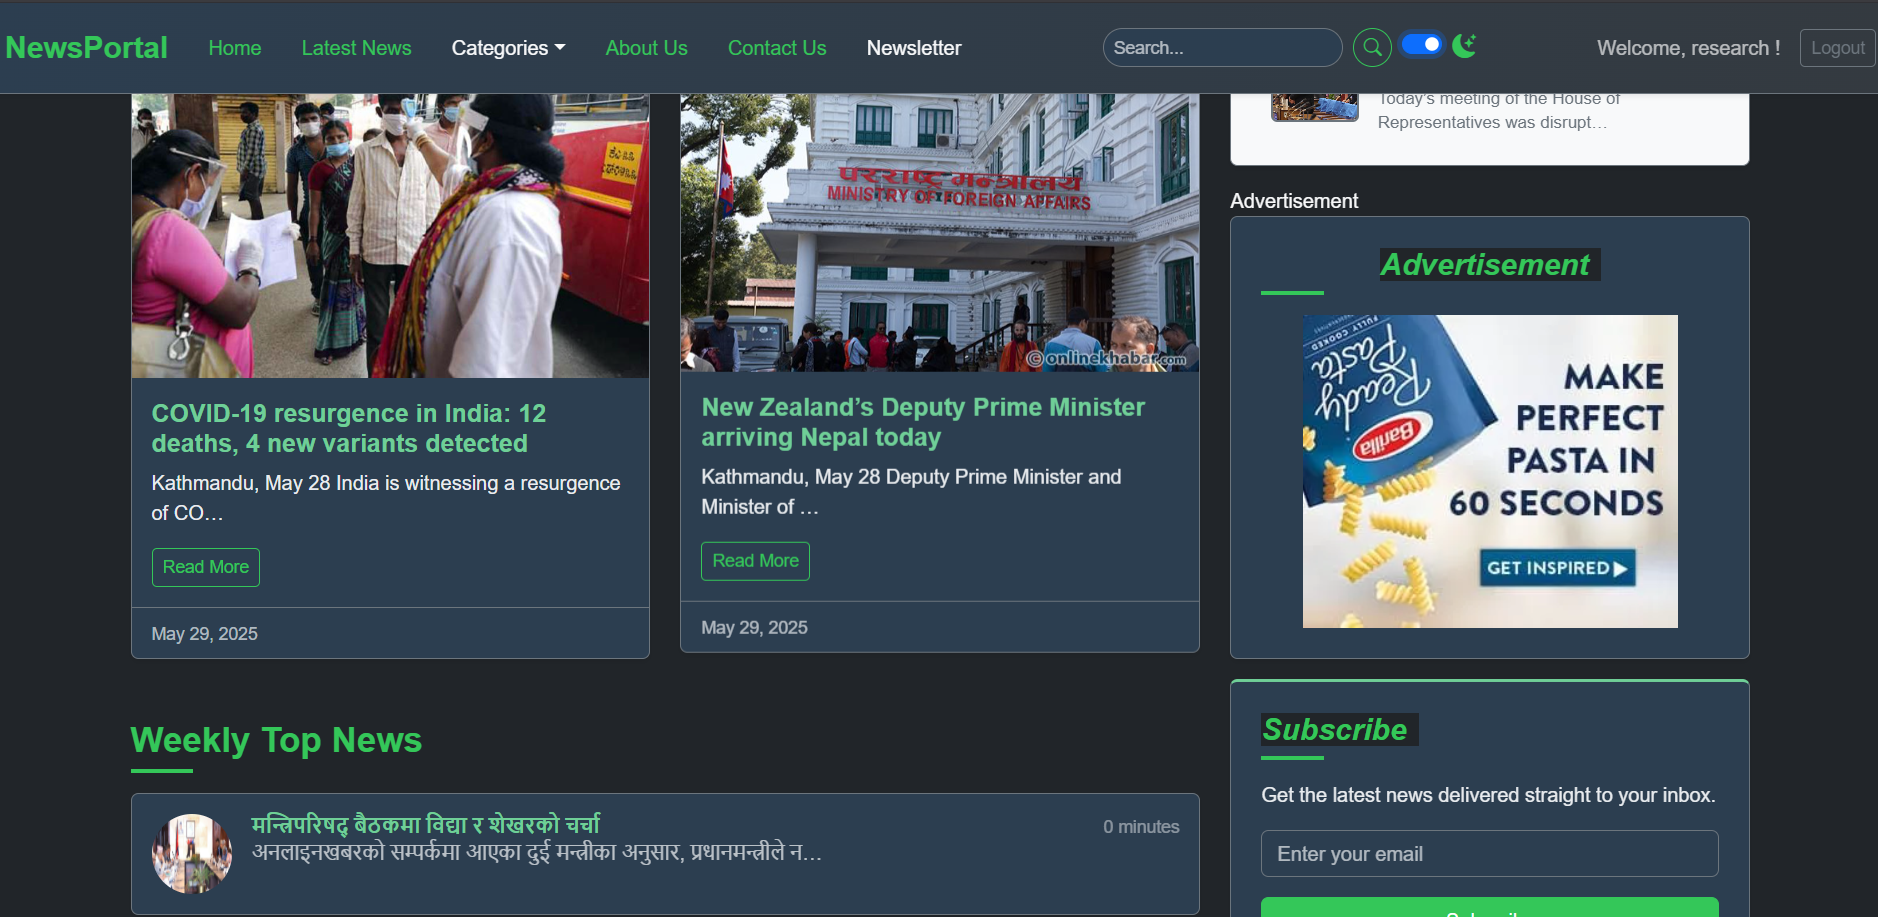 NewsPortal
Home
Latest News
Categories
About Us
Contact Us
Newsletter
Search...
Welcome, research !
Logout
परराष्ट्र मन्त्रालय
MINISTRY OF FOREIGN AFFAIRS
© onlinekhabar.com
COVID-19 resurgence in India: 12
deaths, 4 new variants detected
Kathmandu, May 28 India is witnessing a resurgence
of CO…
Read More
May 29, 2025
New Zealand’s Deputy Prime Minister
arriving Nepal today
Kathmandu, May 28 Deputy Prime Minister and
Minister of …
Read More
May 29, 2025
Weekly Top News
मन्त्रिपरिषद् बैठकमा विद्या र शेखरको चर्चा
0 minutes
अनलाइनखबरको सम्पर्कमा आएका दुई मन्त्रीका अनुसार, प्रधानमन्त्रीले न…
Today's meeting of the House of
Representatives was disrupt…
Advertisement
Advertisement
FULLY COOKED
Ready
Pasta
Barilla
MAKE
PERFECT
PASTA IN
60 SECONDS
GET INSPIRED
Subscribe
Get the latest news delivered straight to your inbox.
Enter your email